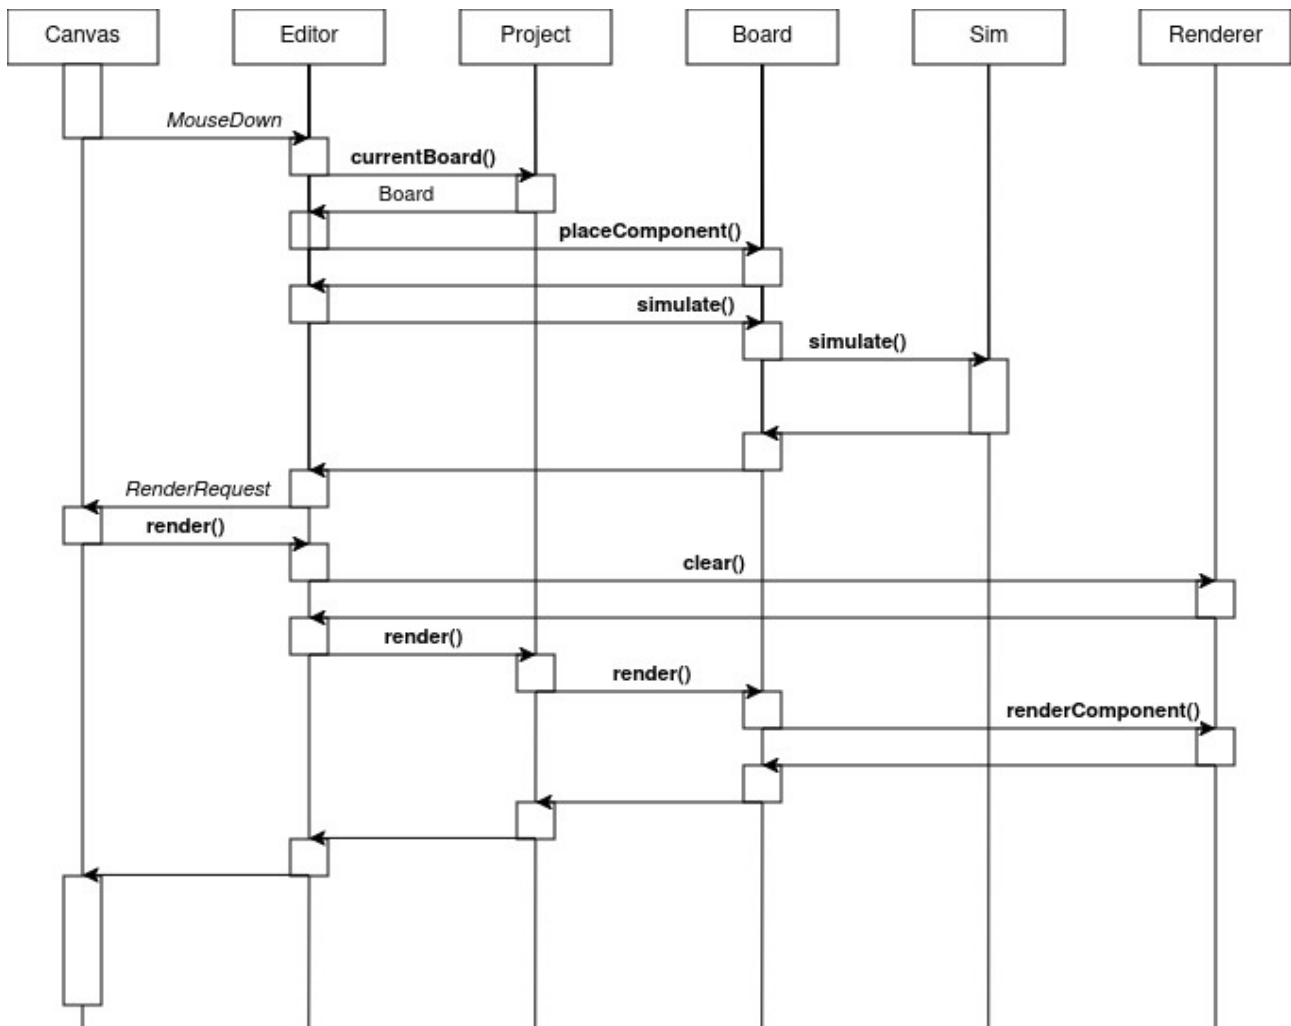 Canvas
Editor
Project
Board
Sim
Renderer
MouseDown
currentBoard()
Board
placeComponent()
simulate()
simulate()
RenderRequest
render()
clear()
render()
render()
renderComponent()